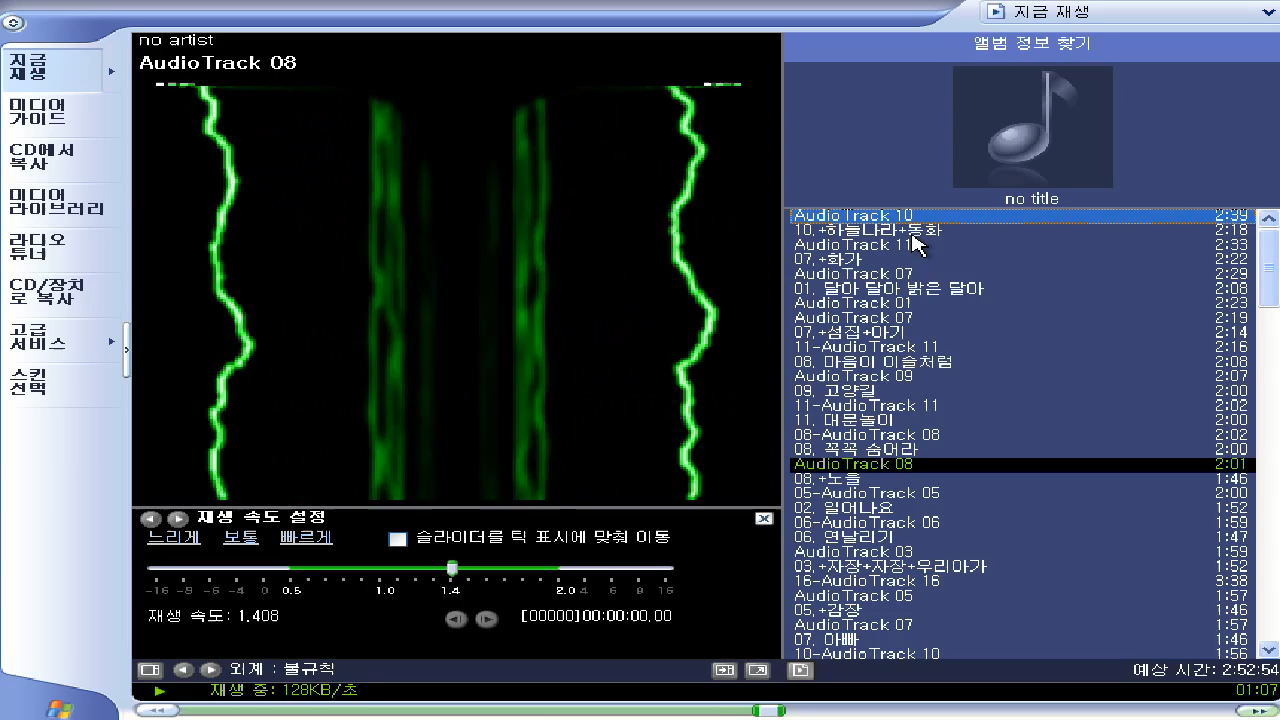 지금 재생
앨범 정보 찾기
no title
no artist
AudioTrack 08
지금
재생
미디어
가이드
CD에서
복사
미디어
라이브러리
라디오
튜너
CD/장치
로 복사
고급
서비스
스킨
선택
AudioTrack 10 2:39
10.+하늘나라+동화 2:18
AudioTrack 11 2:33
07.+화가 2:22
AudioTrack 07 2:29
01. 달아 달아 밝은 달아 2:08
AudioTrack 01 2:23
AudioTrack 07 2:19
07.+섬집+아기 2:14
11-AudioTrack 11 2:16
08. 마음이 이슬처럼 2:08
AudioTrack 09 2:07
09. 고양길 2:00
11-AudioTrack 11 2:02
11. 대문놀이 2:00
08-AudioTrack 08 2:02
08. 꼭꼭 숨어라 2:00
AudioTrack 08 2:01
08.+노을 1:46
05-AudioTrack 05 2:00
02. 일어나요 1:52
06-AudioTrack 06 1:59
06. 연날리기 1:47
AudioTrack 03 1:59
03.+자장+자장+우리아가 1:52
16-AudioTrack 16 3:38
AudioTrack 05 1:57
05.+감장 1:46
AudioTrack 07 1:57
07. 아빠 1:46
10-AudioTrack 10 1:56
재생 속도 설정
느리게 보통 빠르게 슬라이더를 틱 표시에 맞춰 이동
-16 -8 -6 -4 0 0.5 1.0 1.4 2.0 4 6 8 16
재생 속도: 1.408 [00000]00:00:00.00
외계 : 불규칙 예상 시간: 2:52:54
재생 중: 128KB/초 01:07